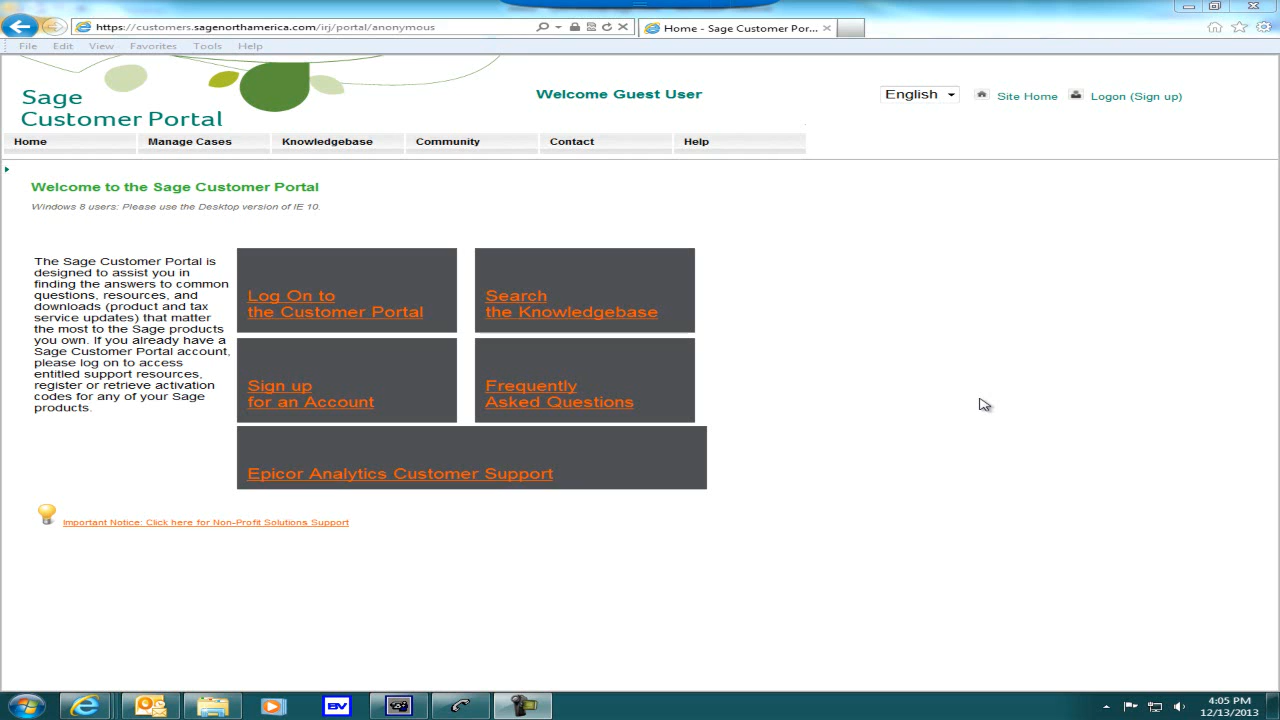 https://customers.sagenorthamerica.com/irj/portal/anonymous
Home - Sage Customer Por...
File Edit View Favorites Tools Help
Sage
Customer Portal
Welcome Guest User
English
Site Home
Logon (Sign up)
Home
Manage Cases
Knowledgebase
Community
Contact
Help
Welcome to the Sage Customer Portal
Windows 8 users: Please use the Desktop version of IE 10.
The Sage Customer Portal is
designed to assist you in
finding the answers to common
questions, resources, and
downloads (product and tax
service updates) that matter
the most to the Sage products
you own. If you already have a
Sage Customer Portal account,
please log on to access
entitled support resources,
register or retrieve activation
codes for any of your Sage
products.
Log On to
the Customer Portal
Search
the Knowledgebase
Sign up
for an Account
Frequently
Asked Questions
Epicor Analytics Customer Support
Important Notice: Click here for Non-Profit Solutions Support
BV
4:05 PM
12/13/2013